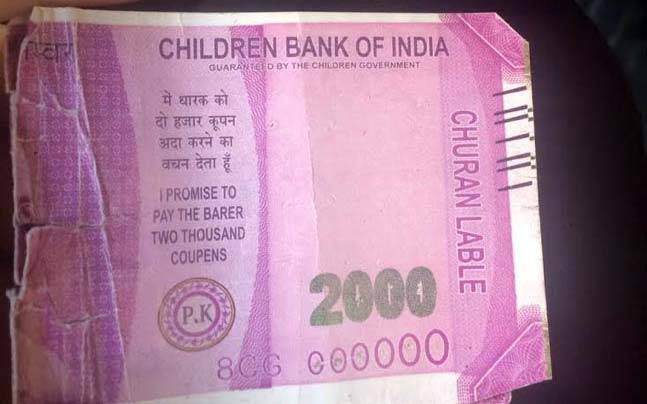 CHILDREN BANK OF INDIA
GUARANTEED BY THE CHILDREN GOVERNMENT
मे धारक को
दो हजार कूपन
अदा करने का
वचन देता हूँ
I PROMISE TO
PAY THE BARER
TWO THOUSAND
COUPENS
P.K
2000
CHURAN LABLE
000000